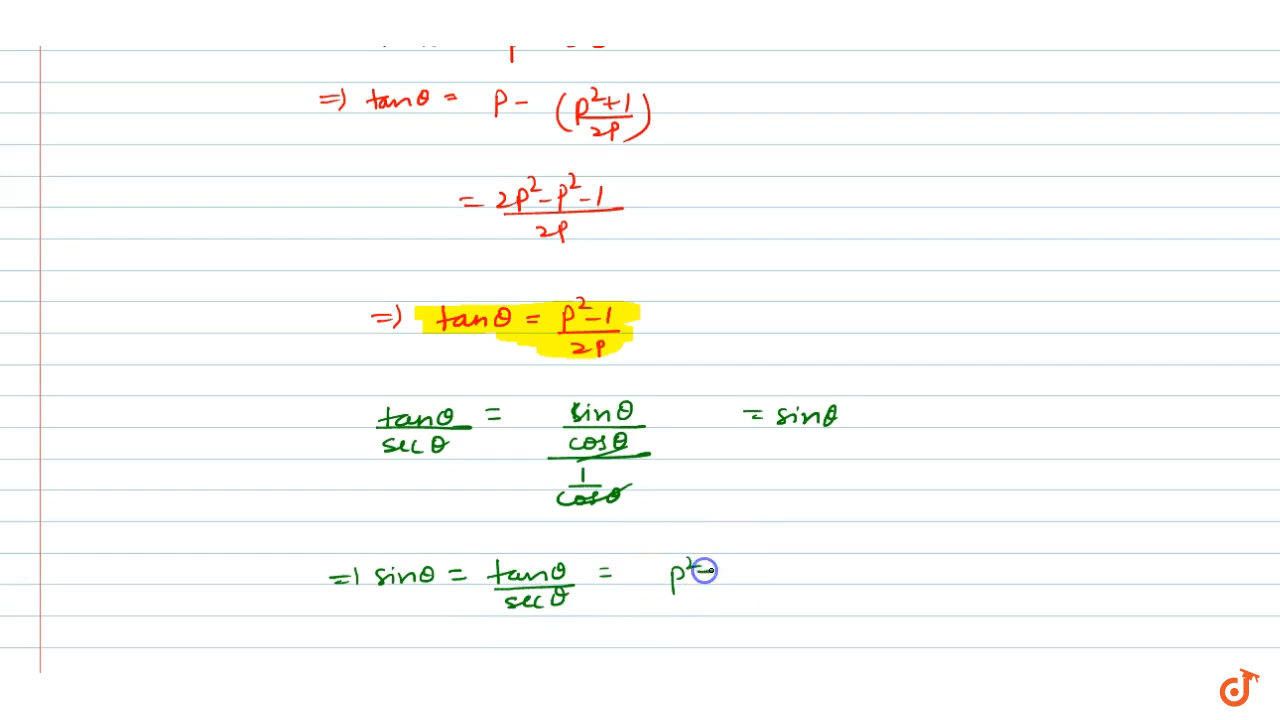 ⇒ tanθ = p - (p²+1/2p)
= 2p²-p²-1/2p
⇒ tanθ = p²-1/2p
tanθ/secθ = sinθ/cosθ/1/cosθ = sinθ
⇒ sinθ = tanθ/secθ = p²-